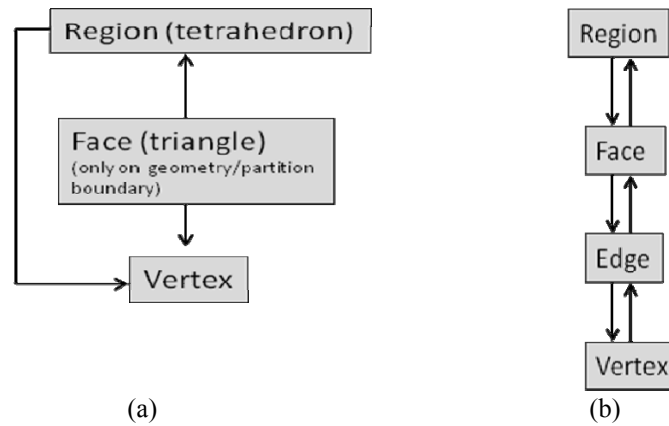 Region (tetrahedron)
Face (triangle)
(only on geometry/partition
boundary)
Vertex
(a)
Region
Face
Edge
Vertex
(b)